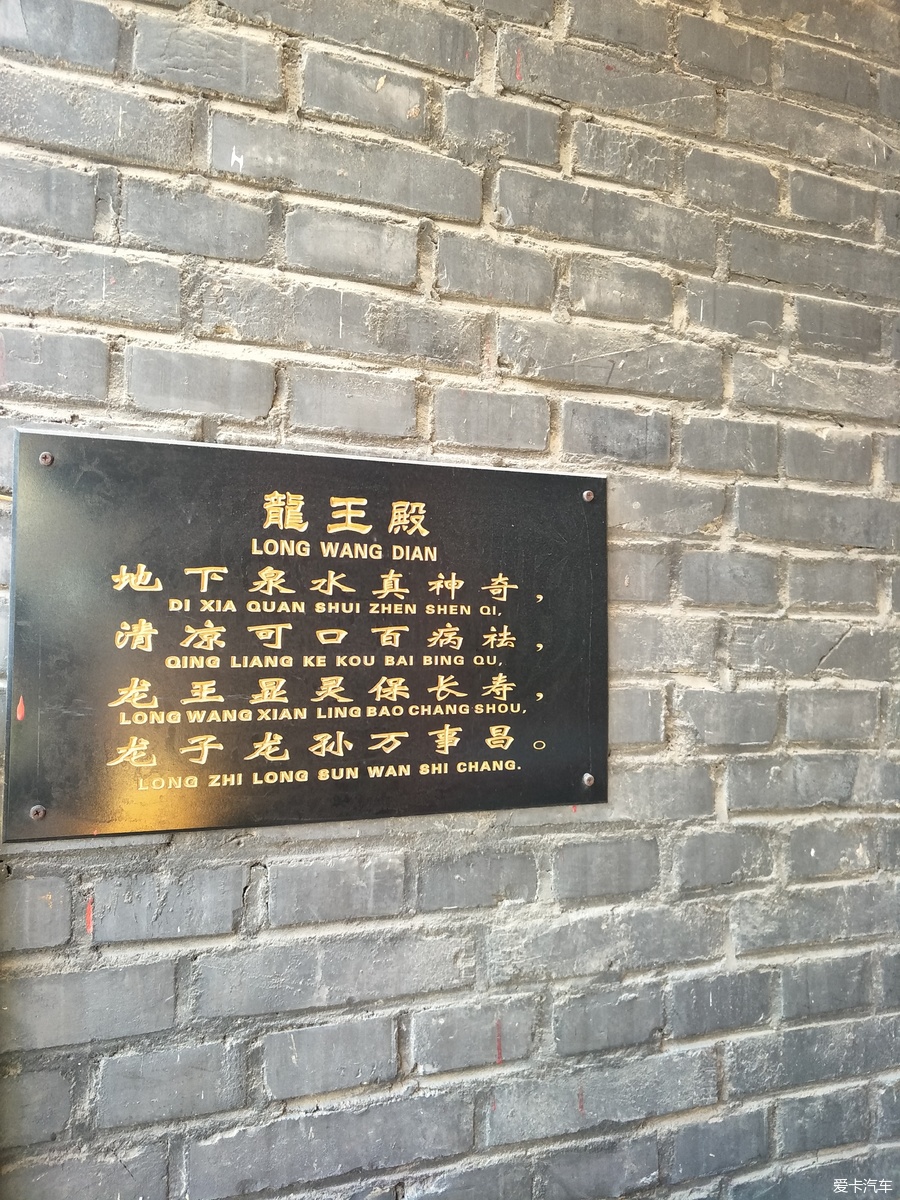 龍王殿
LONG WANG DIAN
地下泉水真神奇，
DI XIA QUAN SHUI ZHEN SHEN QI,
清凉可口百病祛，
QING LIANG KE KOU BAI BING QU,
龙王显灵保长寿，
LONG WANG XIAN LING BAO CHANG SHOU,
龙子龙孙万事昌。
LONG ZHI LONG SUN WAN SHI CHANG.
爱卡汽车